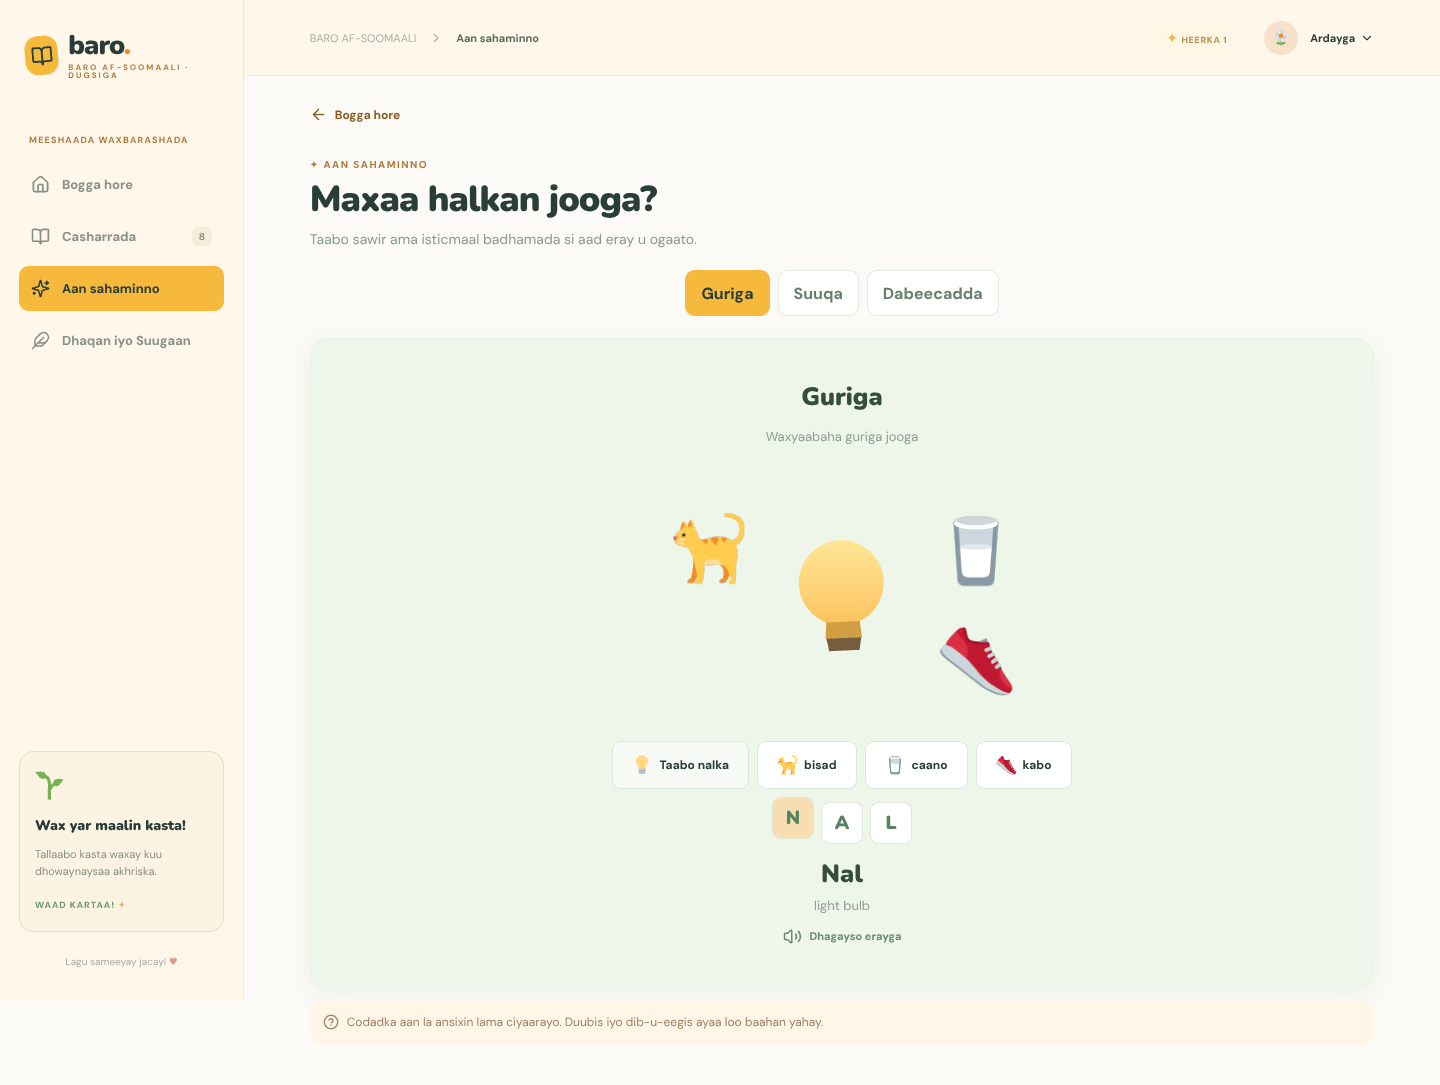 baro.
BARO AF-SOOMAALI ·
DUGSIGA
MEESHAADA WAXBARASHADA
Bogga hore
Casharrada 8
Aan sahaminno
Dhaqan iyo Suugaan
Wax yar maalin kasta!
Tallaabo kasta waxay kuu
dhowaynaysaa akhriska.
WAAD KARTAA! ✦
Lagu sameeyay jacayl ♥
BARO AF-SOOMAALI > Aan sahaminno
✦ HEERKA 1
Ardayga
← Bogga hore
✦ AAN SAHAMINNO
Maxaa halkan jooga?
Taabo sawir ama isticmaal badhamada si aad eray u ogaato.
Guriga Suuqa Dabeecadda
Guriga
Waxyaabaha guriga jooga
Taabo nalka bisad caano kabo
N A L
Nal
light bulb
Dhagayso erayga
Codadka aan la ansixin lama ciyaarayo. Duubis iyo dib-u-eegis ayaa loo baahan yahay.